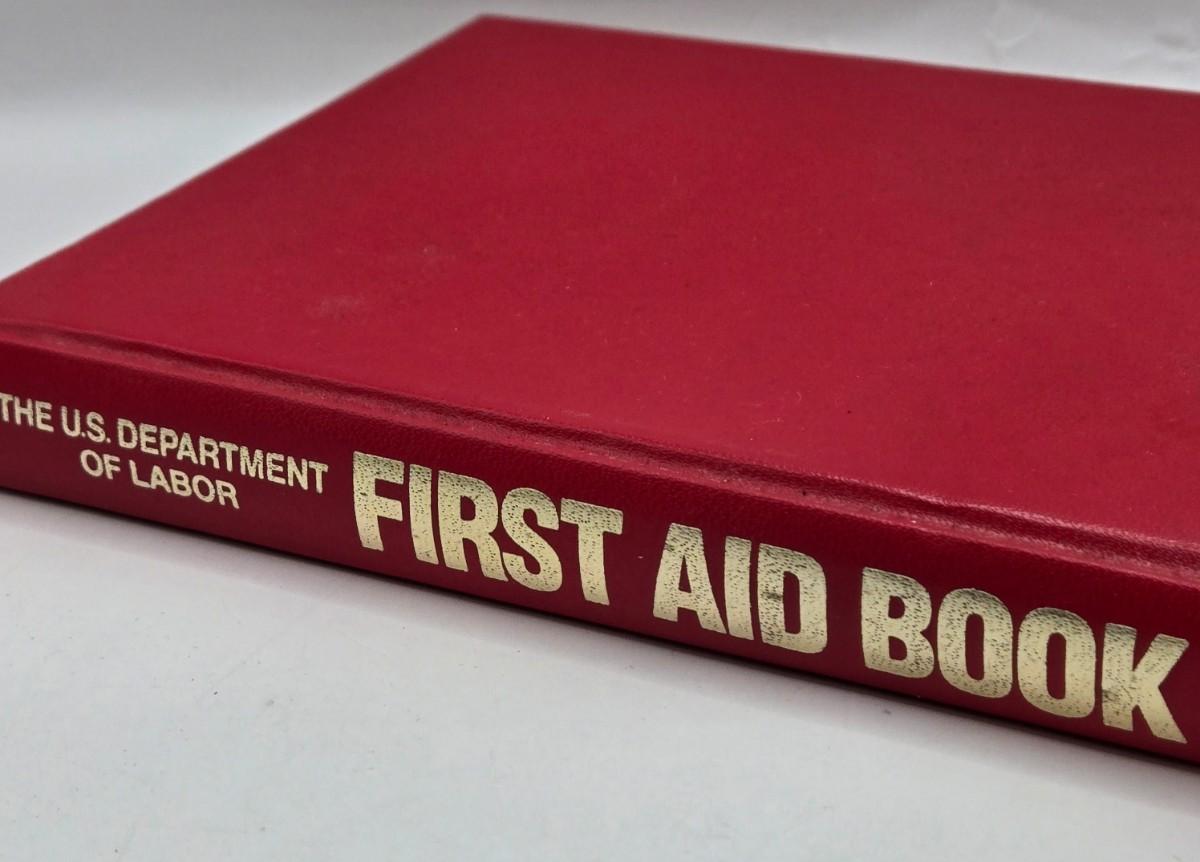 THE U.S. DEPARTMENT
OF LABOR
FIRST AID BOOK